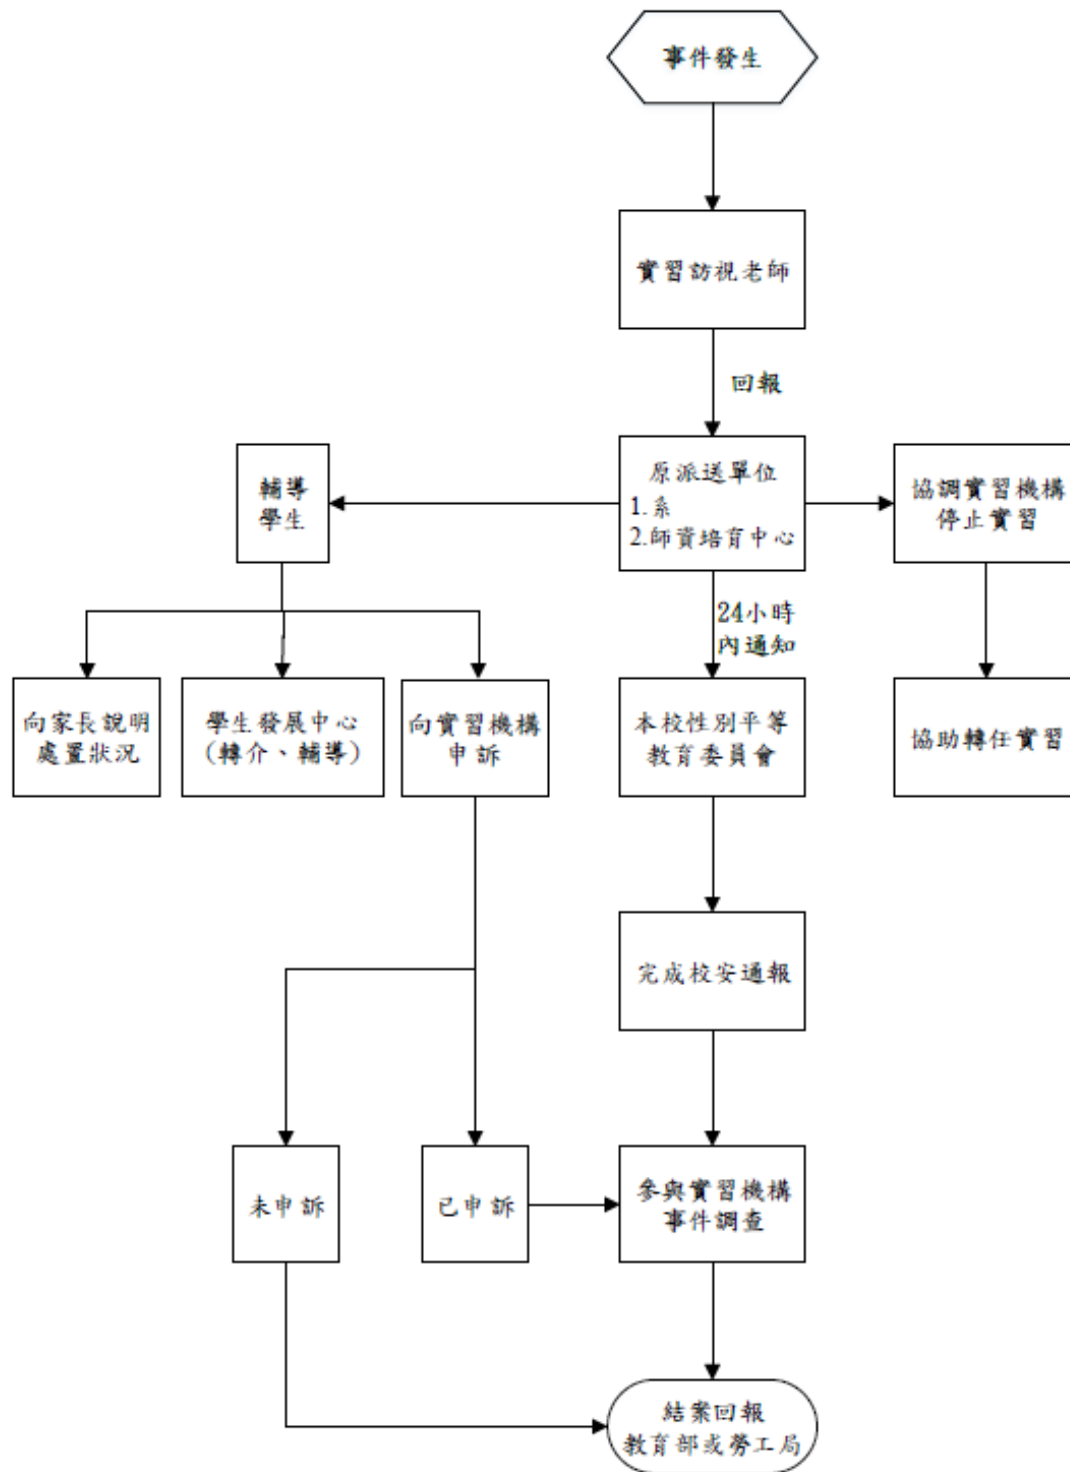 事件發生
實習訪視老師
回報
輔導
學生
原派送單位
1.系
2.師資培育中心
協調實習機構
停止實習
24小時
內通知
向家長說明
處置狀況
學生發展中心
(轉介、輔導)
向實習機構
申訴
本校性別平等
教育委員會
協助轉任實習
完成校安通報
未申訴
已申訴
參與實習機構
事件調查
結案回報
教育部或勞工局